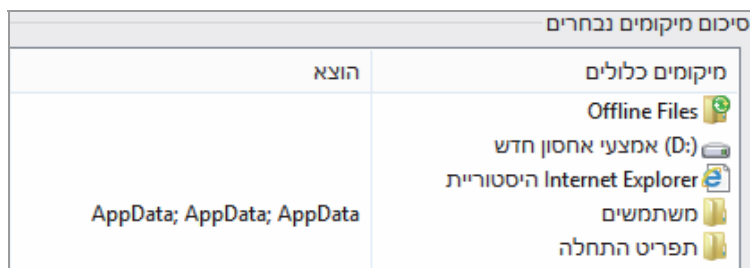 סיכום מיקומים נבחרים
מיקומים כלולים הוצא
Offline Files
אמצעי אחסון חדש (D:)
היסטוריית Internet Explorer
משתמשים AppData; AppData; AppData
תפריט התחלה